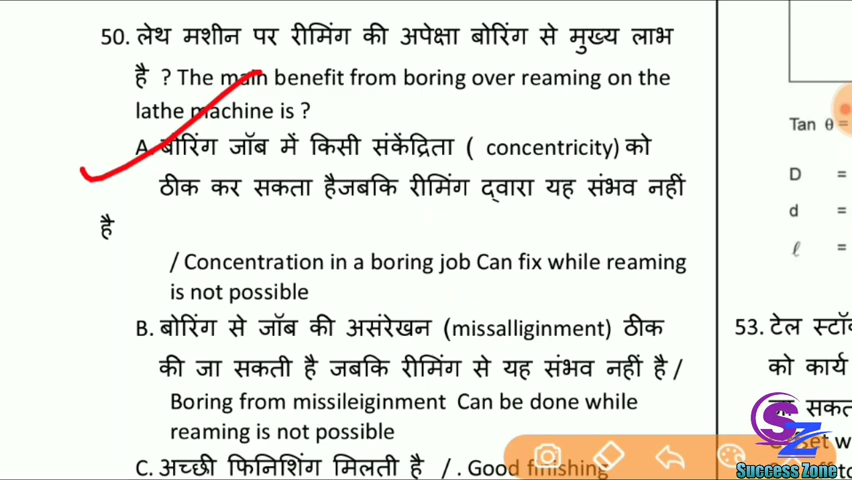 50. लेथ मशीन पर रीमिंग की अपेक्षा बोरिंग से मुख्य लाभ
है ? The main benefit from boring over reaming on the
lathe machine is ?
A. बोरिंग जॉब में किसी संकेंद्रिता ( concentricity) को
ठीक कर सकता हैजबकि रीमिंग द्वारा यह संभव नहीं
है
/ Concentration in a boring job Can fix while reaming
is not possible
B. बोरिंग से जॉब की असंरेखन (missalliginment) ठीक
की जा सकती है जबकि रीमिंग से यह संभव नहीं है /
Boring from missileiginment Can be done while
reaming is not possible
C. अच्छी फिनिशिंग मिलती है / . Good finishing
Tan θ =
D =
d =
ℓ =
53. टेल स्टॉ
को कार्य
जा सकत
SZ
Success Zone